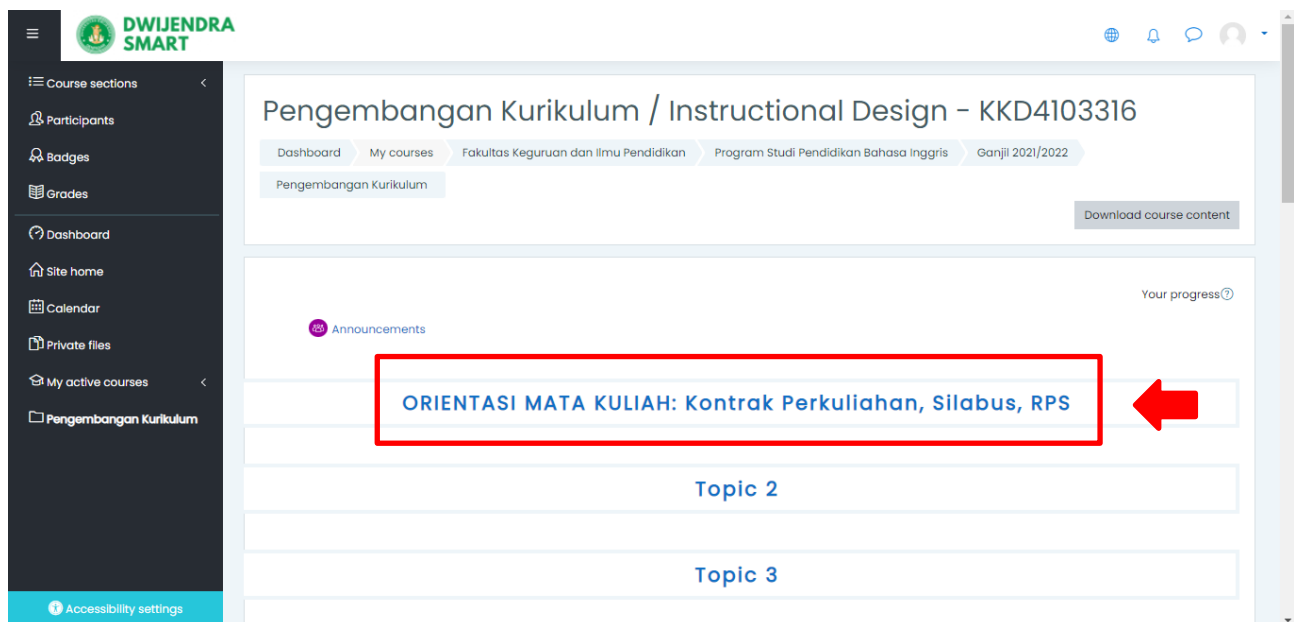 DWIJENDRA
SMART
Course sections
Participants
Badges
Grades
Dashboard
Site home
Calendar
Private files
My active courses
Pengembangan Kurikulum
Accessibility settings
Pengembangan Kurikulum / Instructional Design - KKD4103316
Dashboard My courses Fakultas Keguruan dan Ilmu Pendidikan Program Studi Pendidikan Bahasa Inggris Ganjil 2021/2022
Pengembangan Kurikulum
Download course content
Your progress
Announcements
ORIENTASI MATA KULIAH: Kontrak Perkuliahan, Silabus, RPS
Topic 2
Topic 3